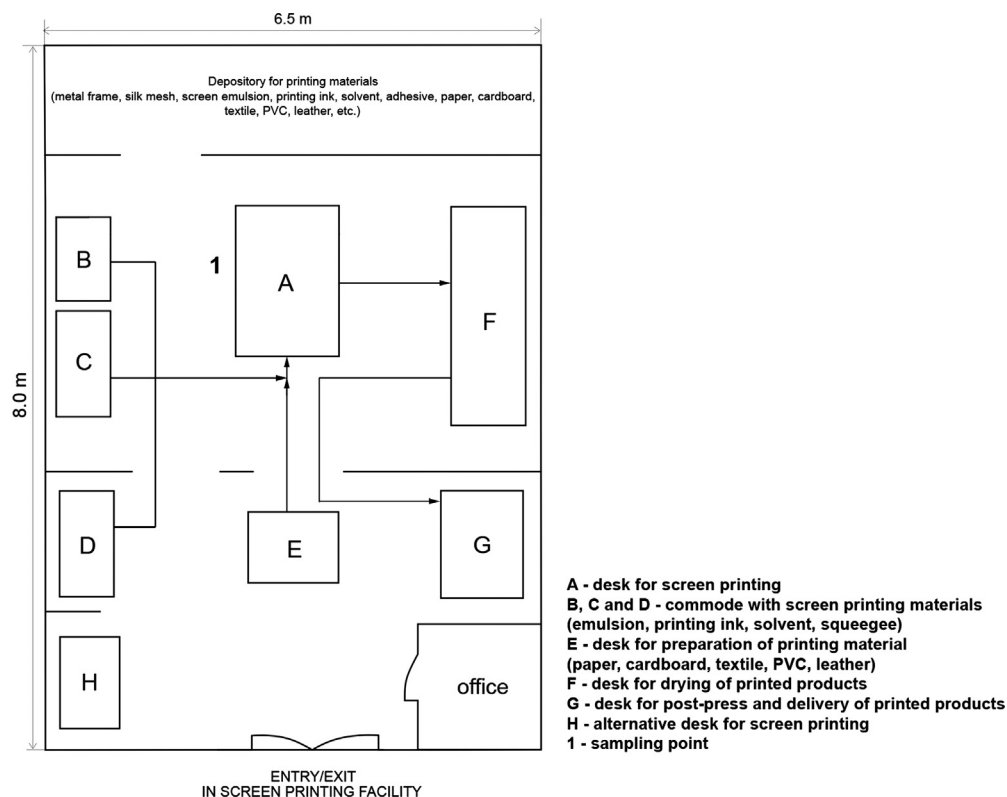 6.5 m
Depository for printing materials
(metal frame, silk mesh, screen emulsion, printing ink, solvent, adhesive, paper, cardboard,
textile, PVC, leather, etc.)
8.0 m
B
1
A
F
C
D
E
G
H
office
ENTRY/EXIT
IN SCREEN PRINTING FACILITY
A - desk for screen printing
B, C and D - commode with screen printing materials
(emulsion, printing ink, solvent, squeegee)
E - desk for preparation of printing material
(paper, cardboard, textile, PVC, leather)
F - desk for drying of printed products
G - desk for post-press and delivery of printed products
H - alternative desk for screen printing
1 - sampling point